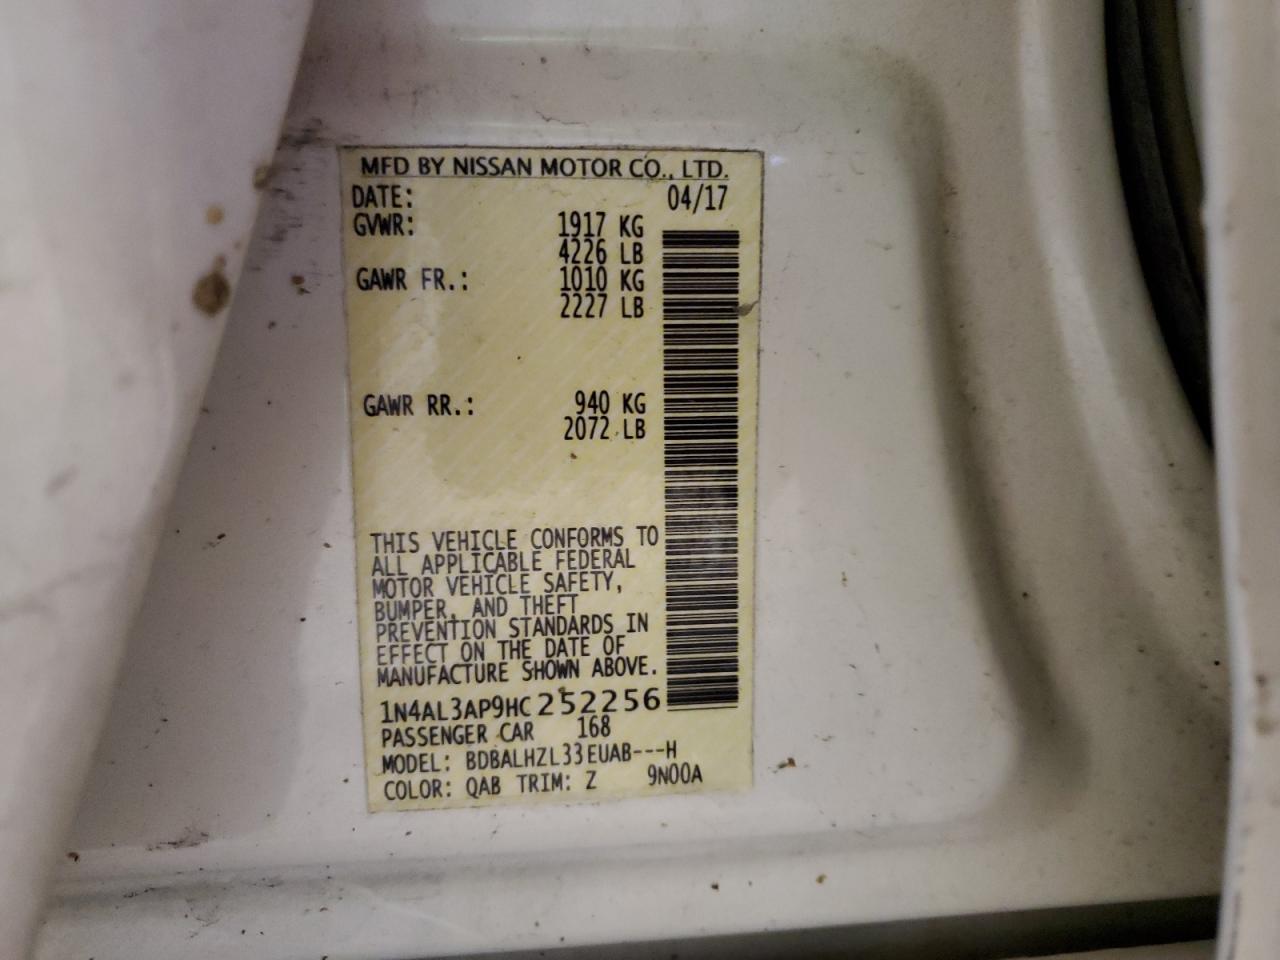 MFD BY NISSAN MOTOR CO., LTD.
DATE: 04/17
GVWR: 1917 KG
4226 LB
GAWR FR.: 1010 KG
2227 LB
GAWR RR.: 940 KG
2072 LB
THIS VEHICLE CONFORMS TO
ALL APPLICABLE FEDERAL
MOTOR VEHICLE SAFETY,
BUMPER, AND THEFT
PREVENTION STANDARDS IN
EFFECT ON THE DATE OF
MANUFACTURE SHOWN ABOVE.
1N4AL3AP9HC252256
PASSENGER CAR 168
MODEL: BDBALHZL33EUAB---H
COLOR: QAB TRIM: Z 9N00A